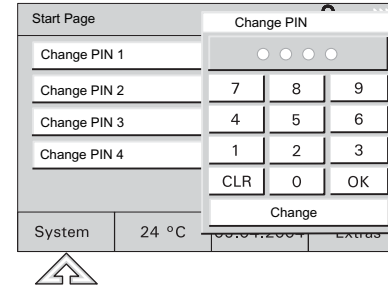 Start Page
Change PIN 1
Change PIN 2
Change PIN 3
Change PIN 4
Change PIN
7 8 9
4 5 6
1 2 3
CLR 0 OK
Change
System 24 °C Extras